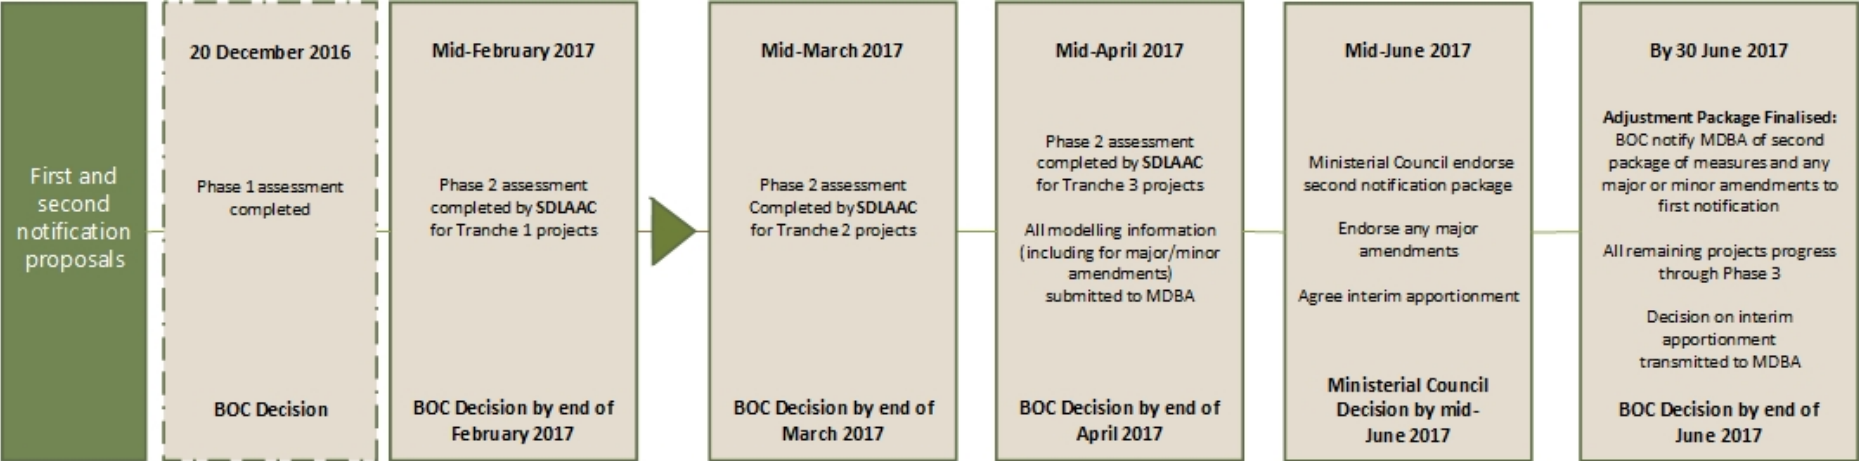 First and
second
notification
proposals
20 December 2016
Phase 1 assessment
completed
BOC Decision
Mid-February 2017
Phase 2 assessment
completed by SDLAAC
for Tranche 1 projects
BOC Decision by end of
February 2017
Mid-March 2017
Phase 2 assessment
Completed by SDLAAC
for Tranche 2 projects
BOC Decision by end of
March 2017
Mid-April 2017
Phase 2 assessment
completed by SDLAAC
for Tranche 3 projects
All modelling information
(including for major/minor
amendments)
submitted to MDBA
BOC Decision by end of
April 2017
Mid-June 2017
Ministerial Council endorse
second notification package
Endorse any major
amendments
Agree interim apportionment
Ministerial Council
Decision by mid-
June 2017
By 30 June 2017
Adjustment Package Finalised:
BOC notify MDBA of second
package of measures and any
major or minor amendments to
first notification
All remaining projects progress
through Phase 3
Decision on interim
apportionment
transmitted to MDBA
BOC Decision by end of
June 2017